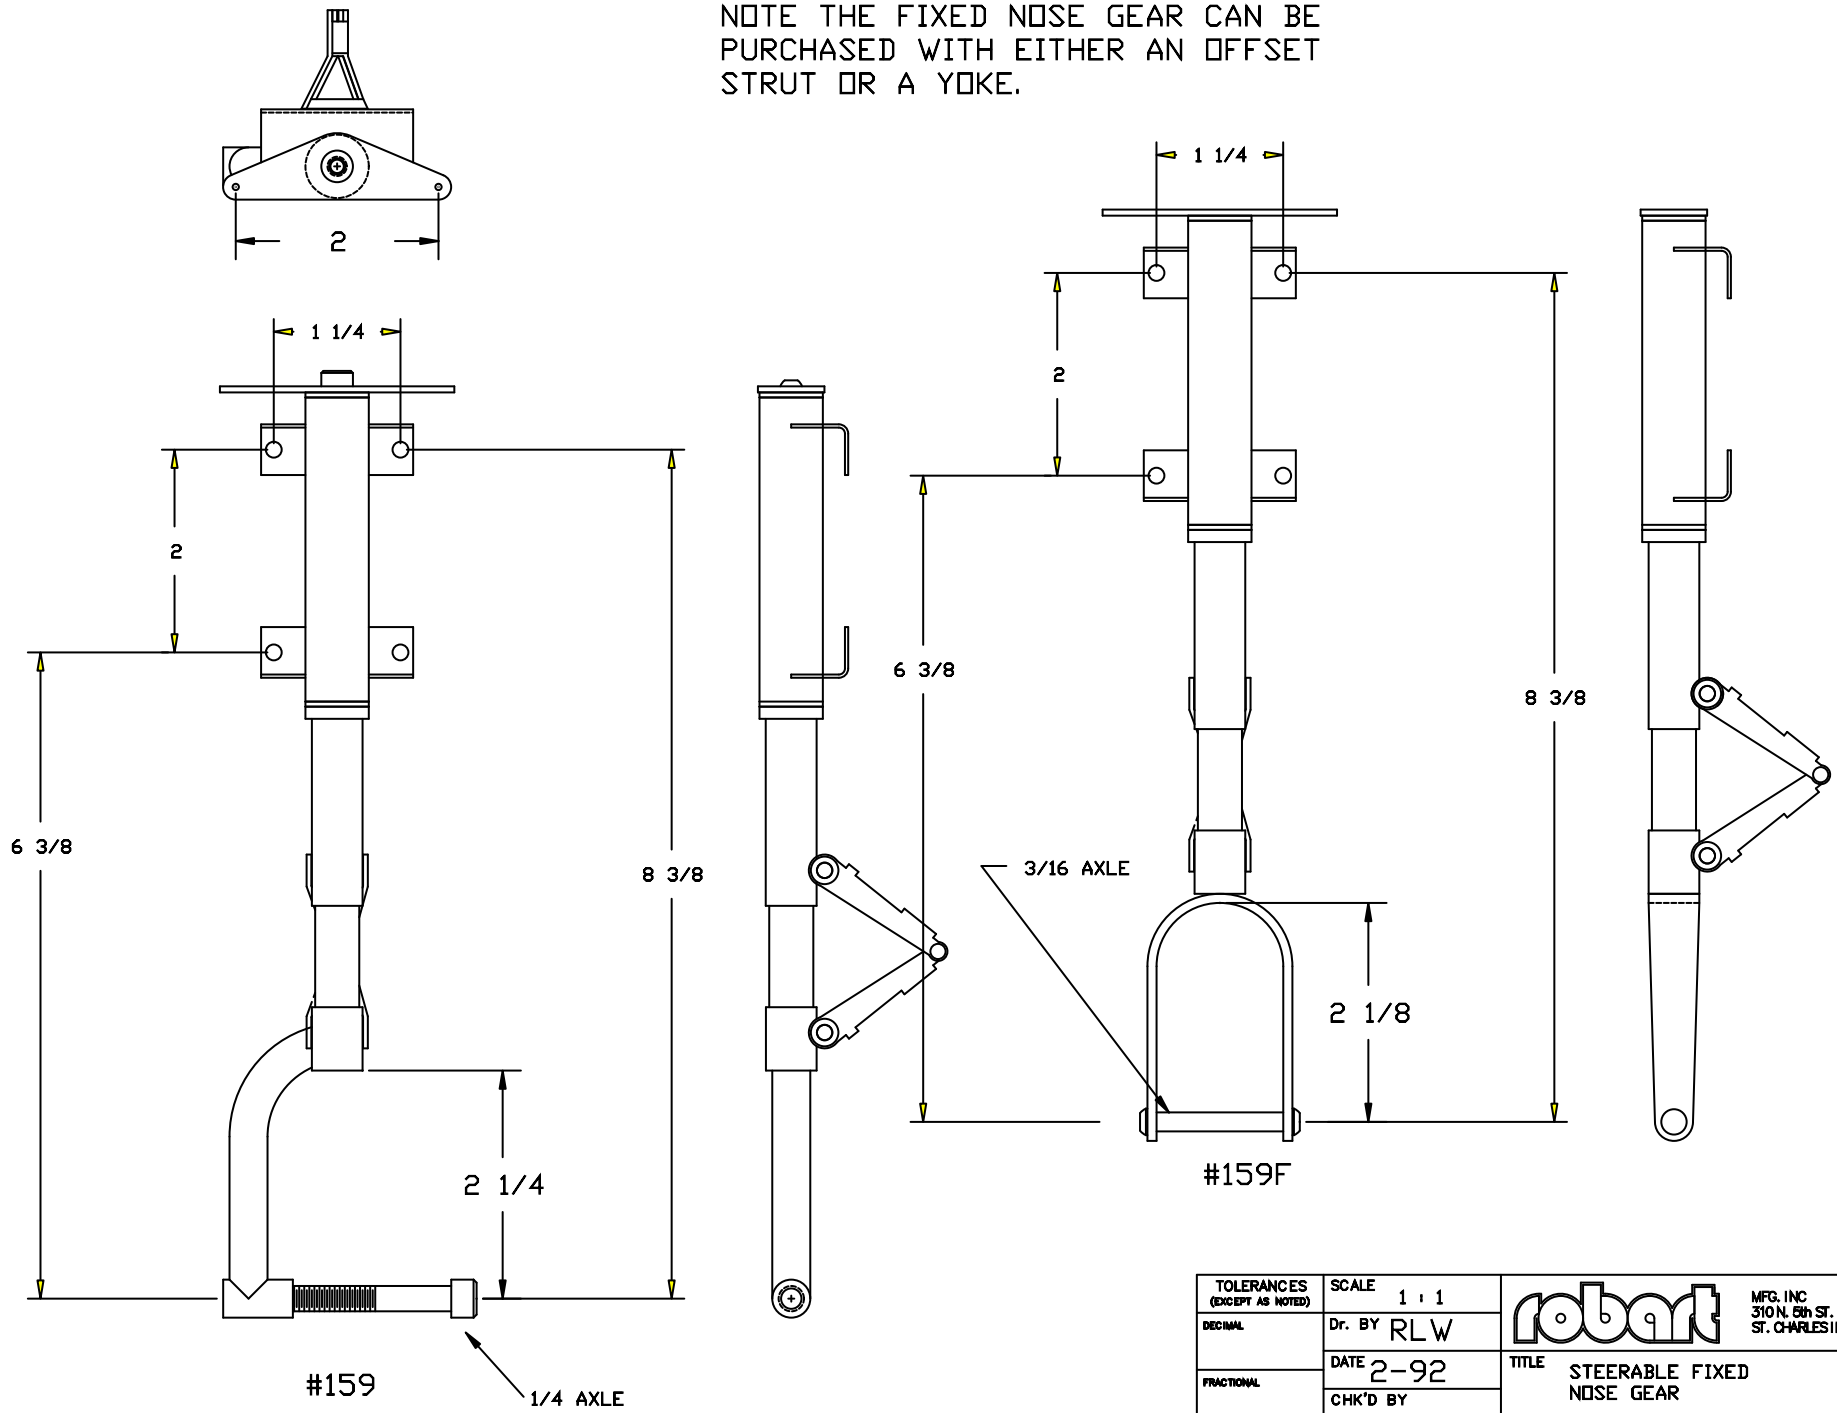 NOTE THE FIXED NOSE GEAR CAN BE
PURCHASED WITH EITHER AN OFFSET
STRUT OR A YOKE.
2
1 1/4
2
6 3/8
8 3/8
2 1/4
1/4 AXLE
#159
1 1/4
2
6 3/8
8 3/8
3/16 AXLE
2 1/8
#159F
TOLERANCES
(EXCEPT AS NOTED)
DECIMAL
FRACTIONAL
SCALE 1 : 1
Dr. BY RLW
DATE 2-92
CHK'D BY
robart
MFG. INC
310 N. 5th ST.
ST. CHARLES
TITLE STEERABLE FIXED
NOSE GEAR